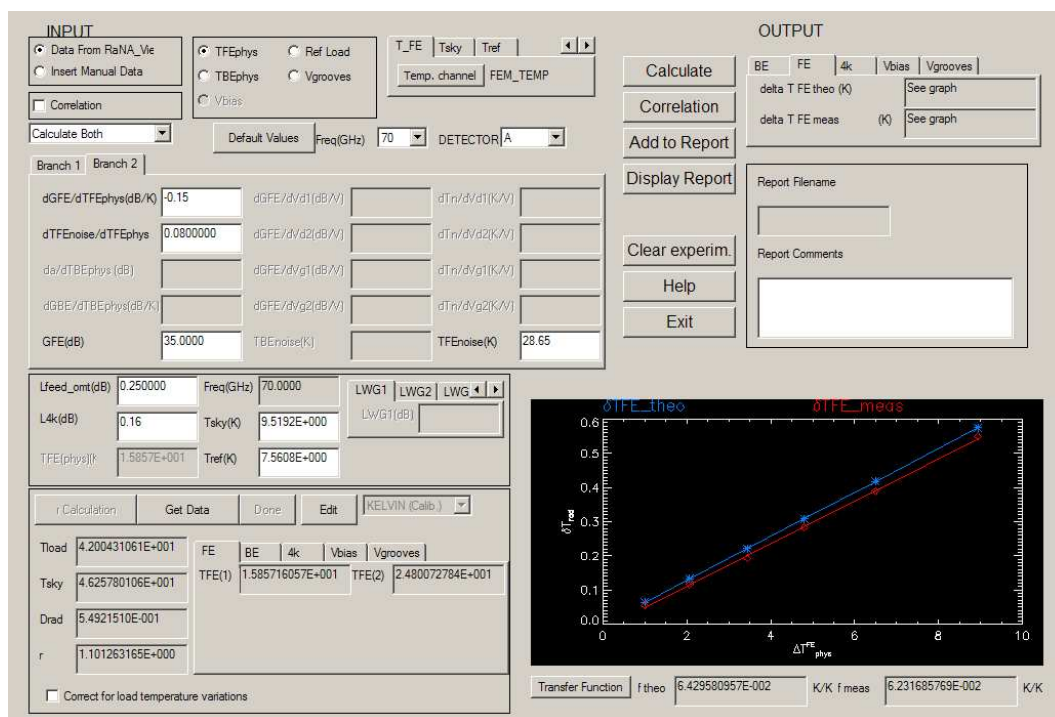 INPUT
Data From RaNA_Vie
Insert Manual Data
TFEphys
Ref Load
TBEphys
Vgrooves
Vbias
T_FE Tsky Tref
Temp. channel FEM_TEMP
Correlation
Calculate Both
Default Values
Freq(GHz) 70
DETECTOR A
Branch 1 Branch 2
dGFE/dTFEphys(dB/K) -0.15
dGFE/dVd1(dB/V)
dTn/dVd1(K/V)
dTFEnoise/dTFEphys 0.0800000
dGFE/dVd2(dB/V)
dTn/dVd2(K/V)
da/dTBEphys (dB)
dGFE/dVg1(dB/V)
dTn/dVg1(K/V)
dGBE/dTBEphys(dB/K)
dGFE/dVg2(dB/V)
dTn/dVg2(K/V)
GFE(dB) 35.0000
TBEnoise(K)
TFEnoise(K) 28.65
Lfeed_omt(dB) 0.250000
Freq(GHz) 70.0000
LWG1 LWG2 LWG
L4k(dB) 0.16
Tsky(K) 9.5192E+000
LWG1(dB)
TFE(phys)(K 1.5857E+001
Tref(K) 7.5608E+000
r Calculation
Get Data
Done
Edit
KELVIN (Calib.)
Tload 4.200431061E+001
FE BE 4k Vbias Vgrooves
Tsky 4.625780106E+001
TFE(1) 1.585716057E+001 TFE(2) 2.480072784E+001
Drad 5.4921510E-001
r 1.101263165E+000
Correct for load temperature variations
Calculate
Correlation
Add to Report
Display Report
Clear experim.
Help
Exit
OUTPUT
BE FE 4k Vbias Vgrooves
delta T FE theo (K) See graph
delta T FE meas (K) See graph
Report Filename
Report Comments
δTFE_theo δTFE_meas
0.6
0.5
0.4
0.3
0.2
0.1
0.0
δTrad
0 2 4 6 8 10
ΔT^FE phys
Transfer Function f theo 6.429580957E-002 K/K f meas 6.231685769E-002 K/K